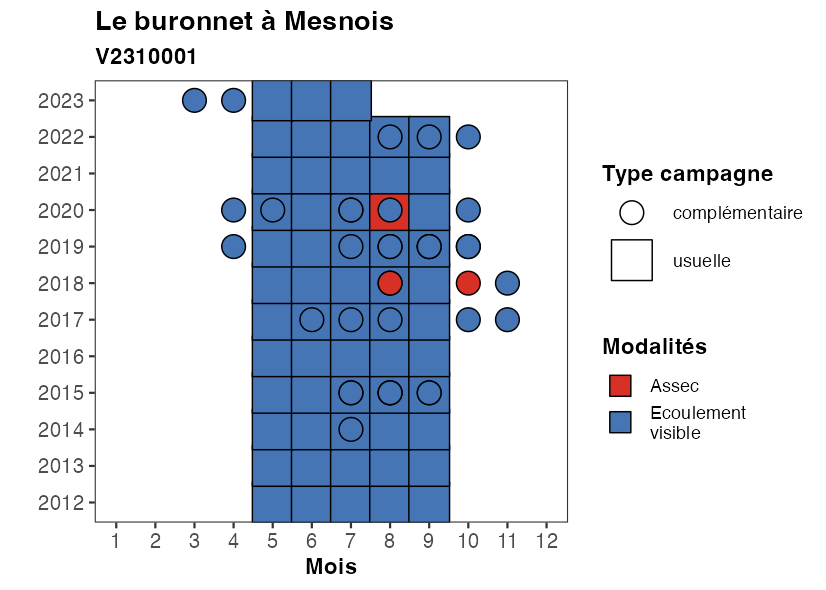 Le buronnet à Mesnois
V2310001
2023
2022
2021
2020
2019
2018
2017
2016
2015
2014
2013
2012
1 2 3 4 5 6 7 8 9 10 11 12
Mois
Type campagne
complémentaire
usuelle
Modalités
Assec
Ecoulement
visible